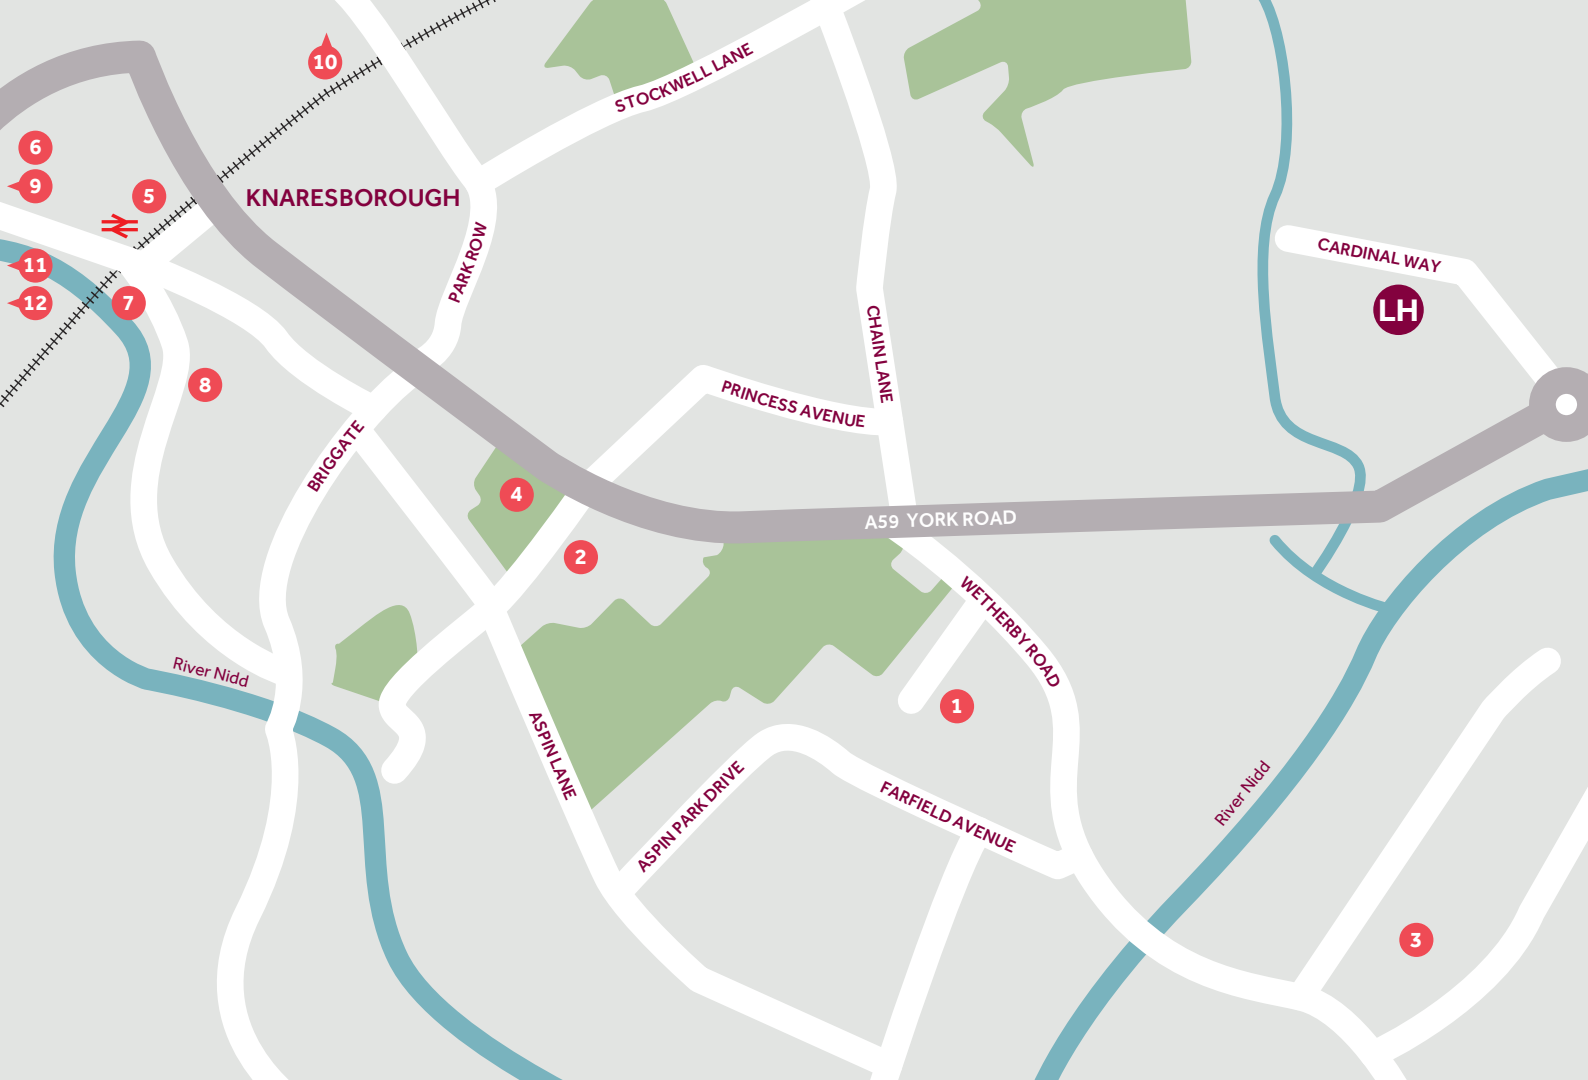 10
STOCKWELL LANE
6
9
5
KNARESBOROUGH
PARK ROW
CARDINAL WAY
11
12
7
LH
CHAIN LANE
8
PRINCESS AVENUE
BRIGGATE
4
A59 YORK ROAD
2
WETHERBY ROAD
River Nidd
1
ASPIN LANE
ASPIN PARK DRIVE
FARFIELD AVENUE
River Nidd
3